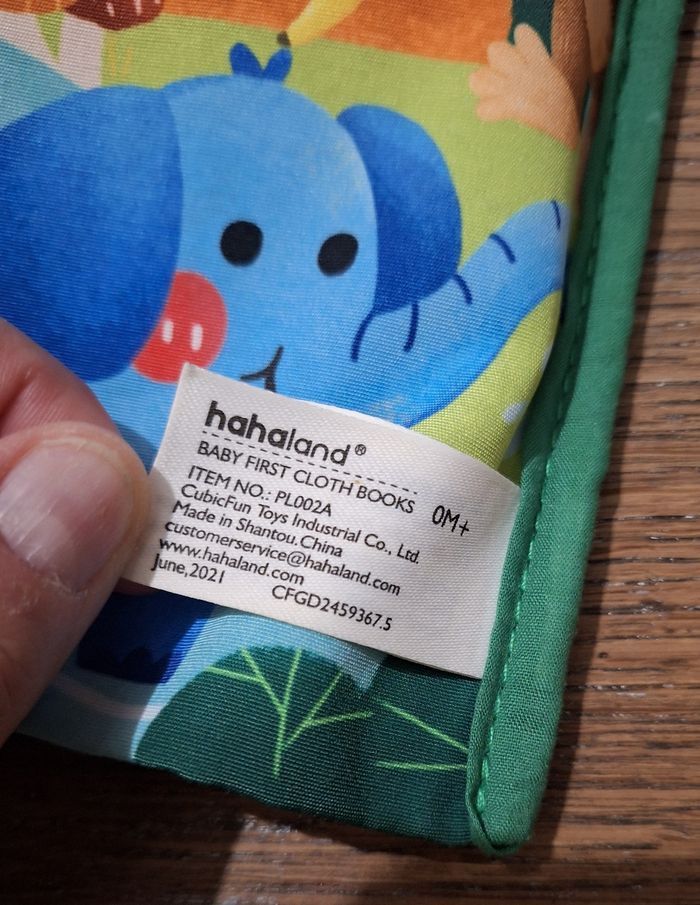 hahaland®
BABY FIRST CLOTH BOOKS 0M+
ITEM NO.: PL002A
CubicFun Toys Industrial Co., Ltd.
Made in Shantou.China
customerservice@hahaland.com
www.hahaland.com
June,2021 CFGD2459367.5